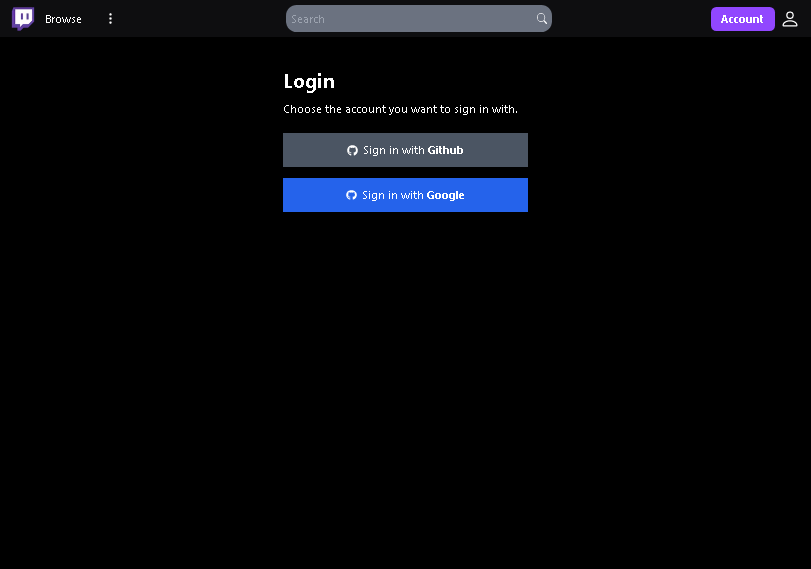 Browse
Search
Account
Login
Choose the account you want to sign in with.
Sign in with Github
Sign in with Google